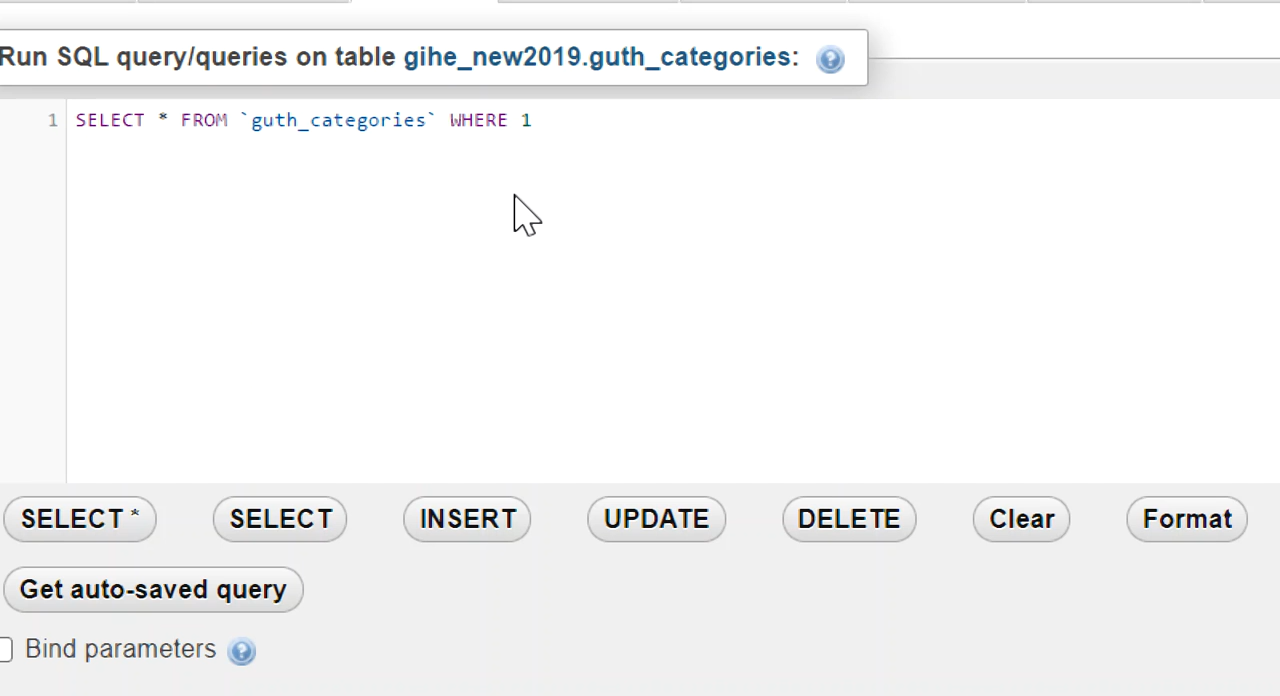 Run SQL query/queries on table gihe_new2019.guth_categories:
1 SELECT * FROM `guth_categories` WHERE 1
SELECT * SELECT INSERT UPDATE DELETE Clear Format
Get auto-saved query
Bind parameters